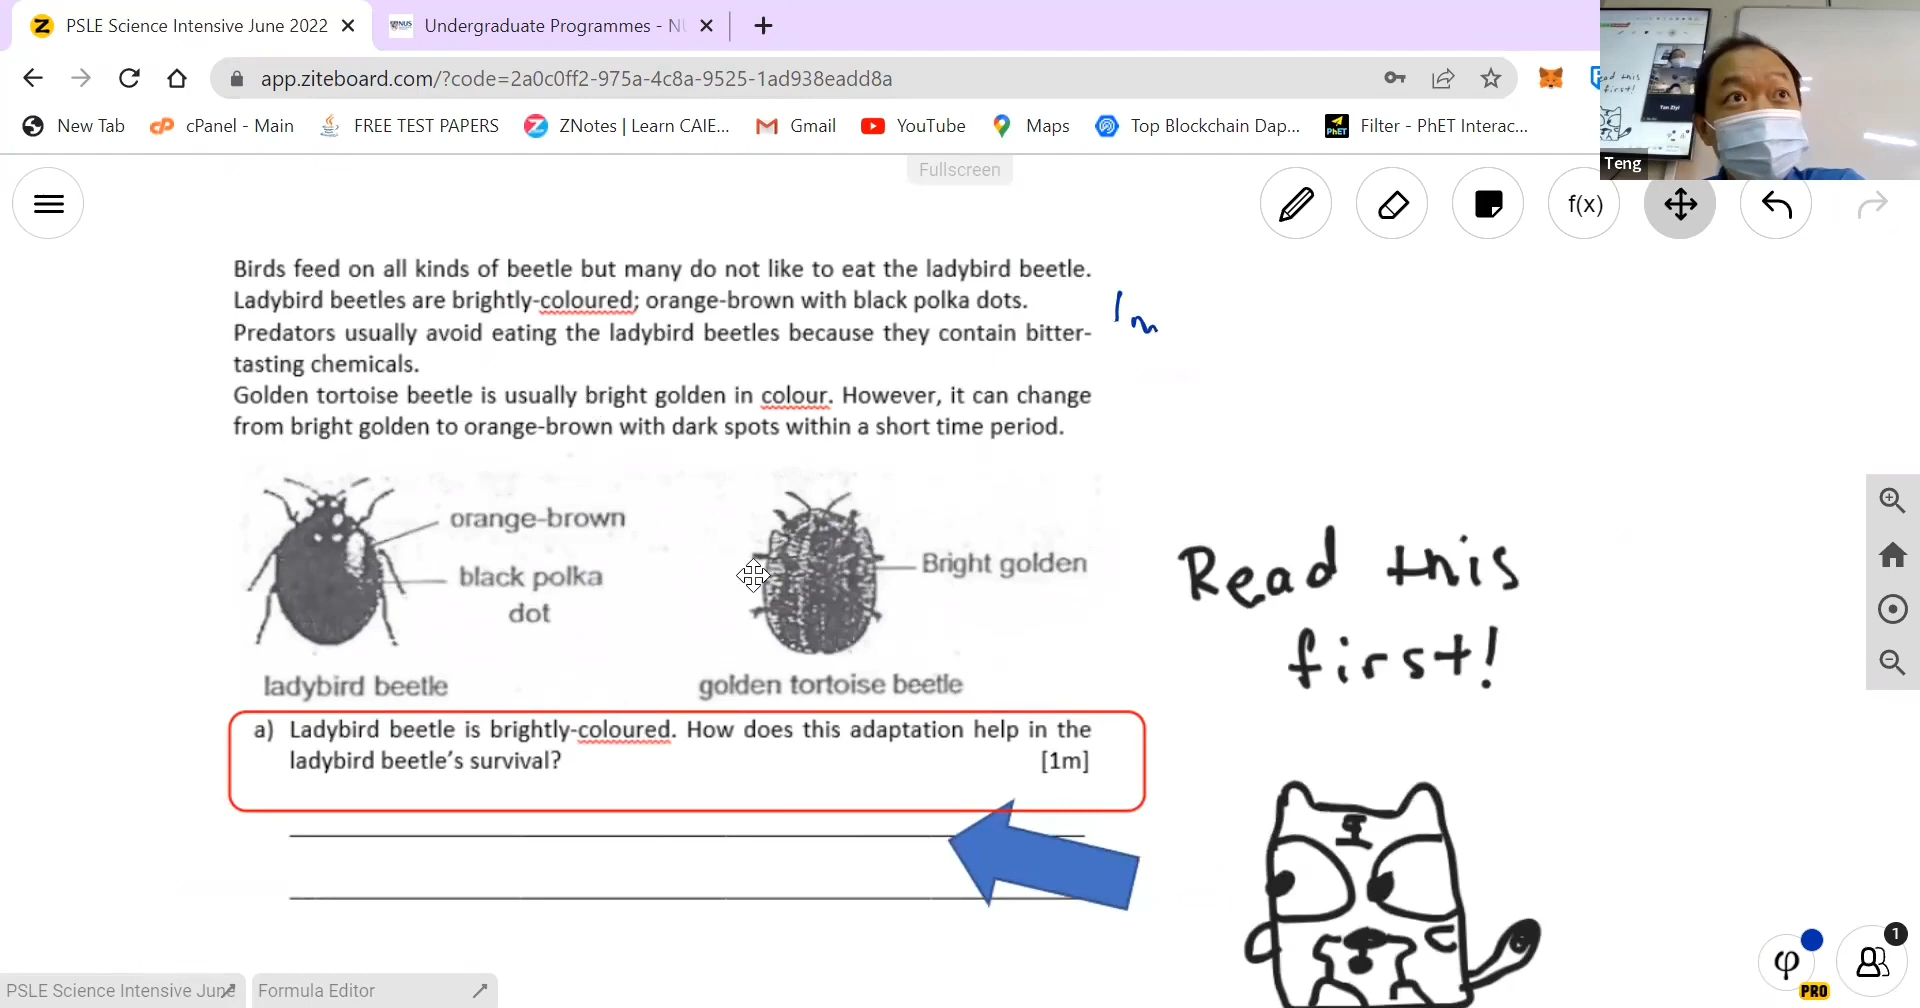 PSLE Science Intensive June 2022
Undergraduate Programmes - NU
app.ziteboard.com/?code=2a0c0ff2-975a-4c8a-9525-1ad938eadd8a
New Tab
cPanel - Main
FREE TEST PAPERS
ZNotes | Learn CAIE...
Gmail
YouTube
Maps
Top Blockchain Dap...
Filter - PhET Interac...
Teng
Fullscreen
f(x)
Birds feed on all kinds of beetle but many do not like to eat the ladybird beetle.
Ladybird beetles are brightly-coloured; orange-brown with black polka dots.
Predators usually avoid eating the ladybird beetles because they contain bitter-
tasting chemicals.
Golden tortoise beetle is usually bright golden in colour. However, it can change
from bright golden to orange-brown with dark spots within a short time period.
1m
orange-brown
black polka
dot
Bright golden
ladybird beetle
golden tortoise beetle
Read this
first!
a) Ladybird beetle is brightly-coloured. How does this adaptation help in the
ladybird beetle's survival? [1m]
φ
PRO
1
PSLE Science Intensive June
Formula Editor